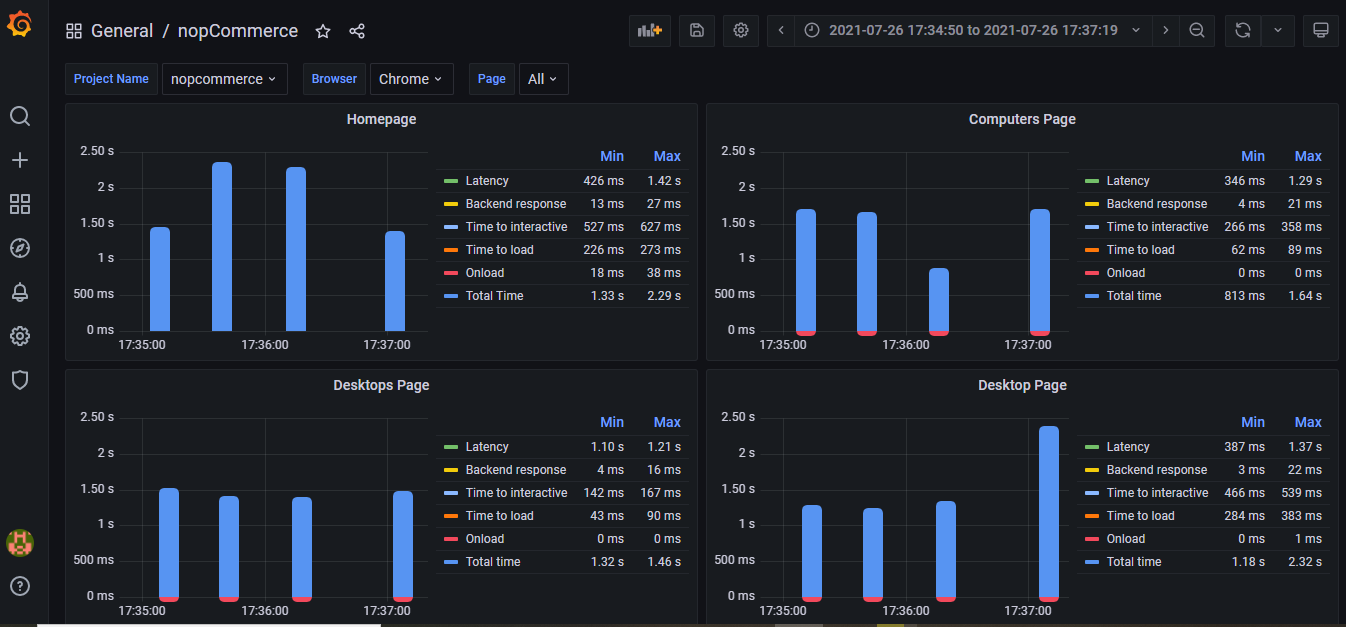 General / nopCommerce
2021-07-26 17:34:50 to 2021-07-26 17:37:19
Project Name nopcommerce Browser Chrome Page All
Homepage
2.50 s
2 s
1.50 s
1 s
500 ms
0 ms
17:35:00 17:36:00 17:37:00
Min Max
Latency 426 ms 1.42 s
Backend response 13 ms 27 ms
Time to interactive 527 ms 627 ms
Time to load 226 ms 273 ms
Onload 18 ms 38 ms
Total Time 1.33 s 2.29 s
Computers Page
2.50 s
2 s
1.50 s
1 s
500 ms
0 ms
17:35:00 17:36:00 17:37:00
Min Max
Latency 346 ms 1.29 s
Backend response 4 ms 21 ms
Time to interactive 266 ms 358 ms
Time to load 62 ms 89 ms
Onload 0 ms 0 ms
Total time 813 ms 1.64 s
Desktops Page
2.50 s
2 s
1.50 s
1 s
500 ms
0 ms
17:35:00 17:36:00 17:37:00
Min Max
Latency 1.10 s 1.21 s
Backend response 4 ms 16 ms
Time to interactive 142 ms 167 ms
Time to load 43 ms 90 ms
Onload 0 ms 0 ms
Total time 1.32 s 1.46 s
Desktop Page
2.50 s
2 s
1.50 s
1 s
500 ms
0 ms
17:35:00 17:36:00 17:37:00
Min Max
Latency 387 ms 1.37 s
Backend response 3 ms 22 ms
Time to interactive 466 ms 539 ms
Time to load 284 ms 383 ms
Onload 0 ms 1 ms
Total time 1.18 s 2.32 s